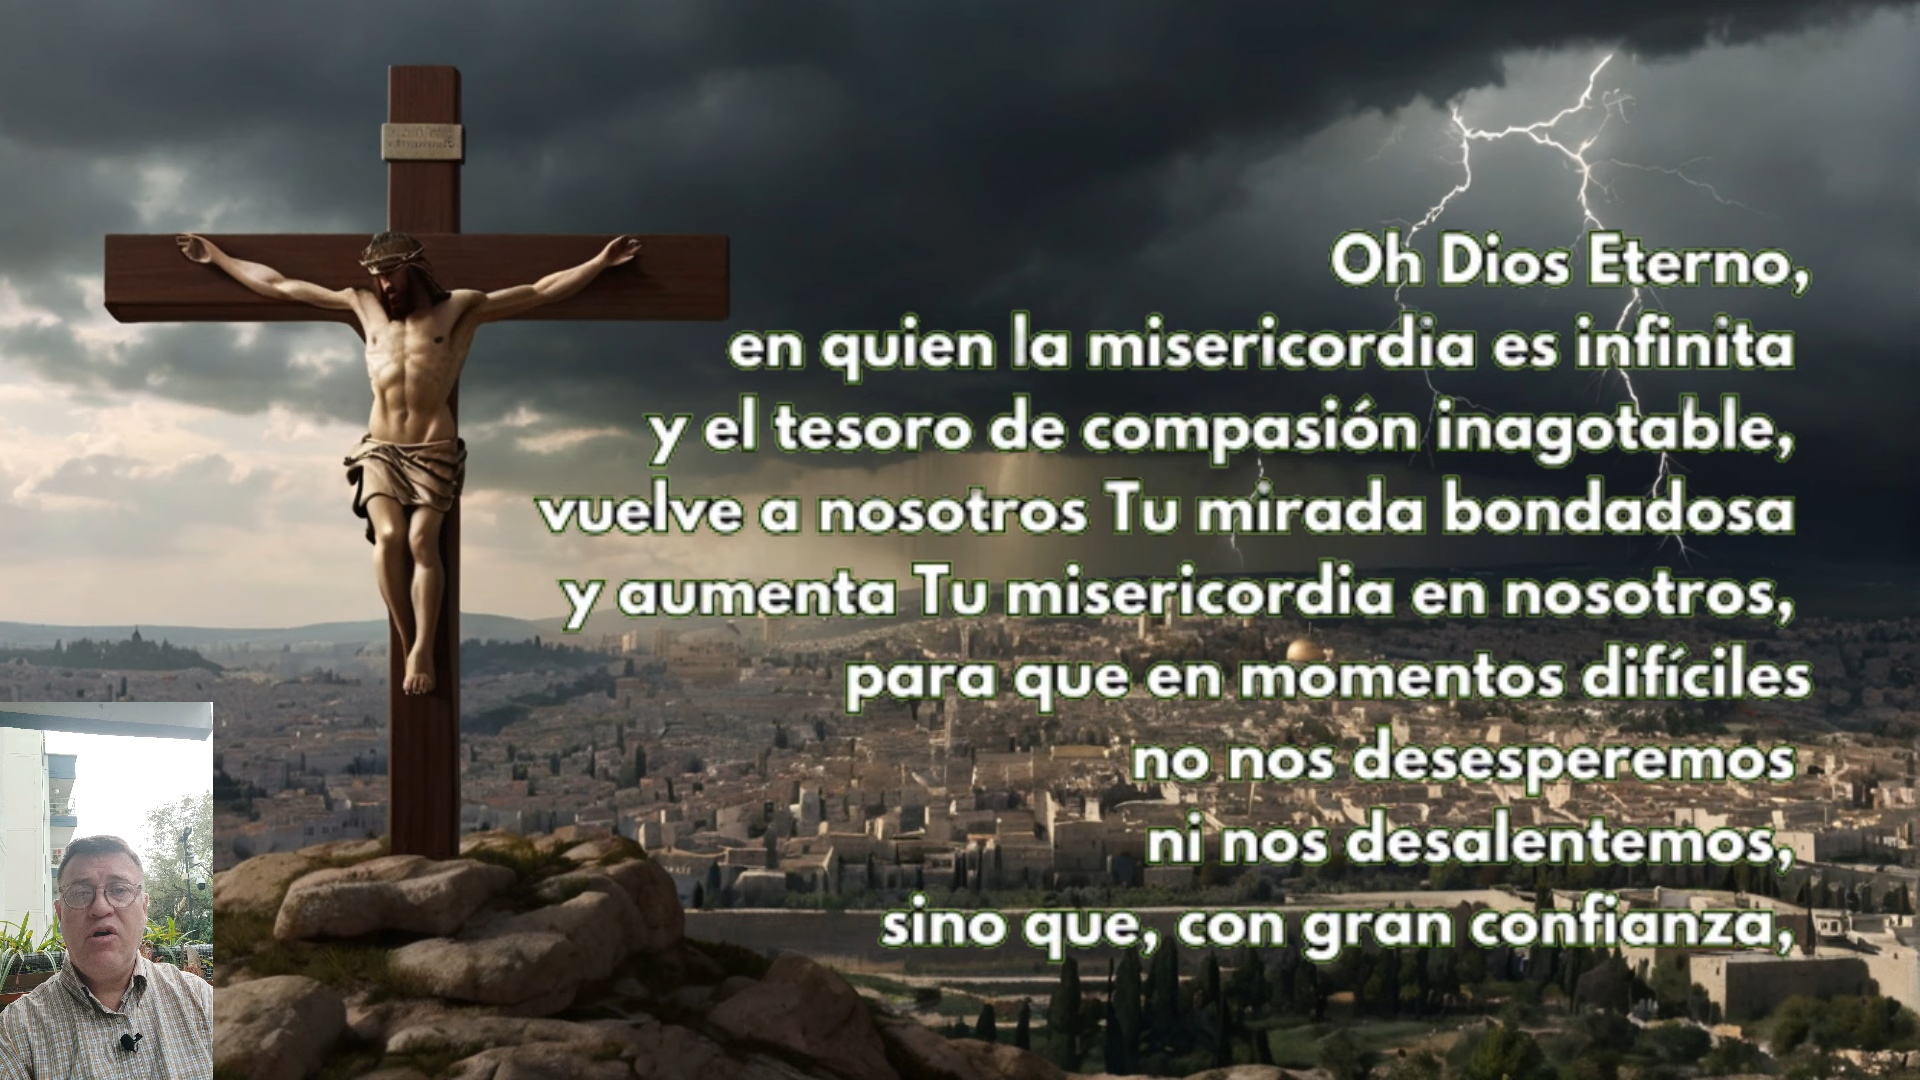 Oh Dios Eterno,
en quien la misericordia es infinita
y el tesoro de compasión inagotable,
vuelve a nosotros Tu mirada bondadosa
y aumenta Tu misericordia en nosotros,
para que en momentos difíciles
no nos desesperemos
ni nos desalentemos,
sino que, con gran confianza,